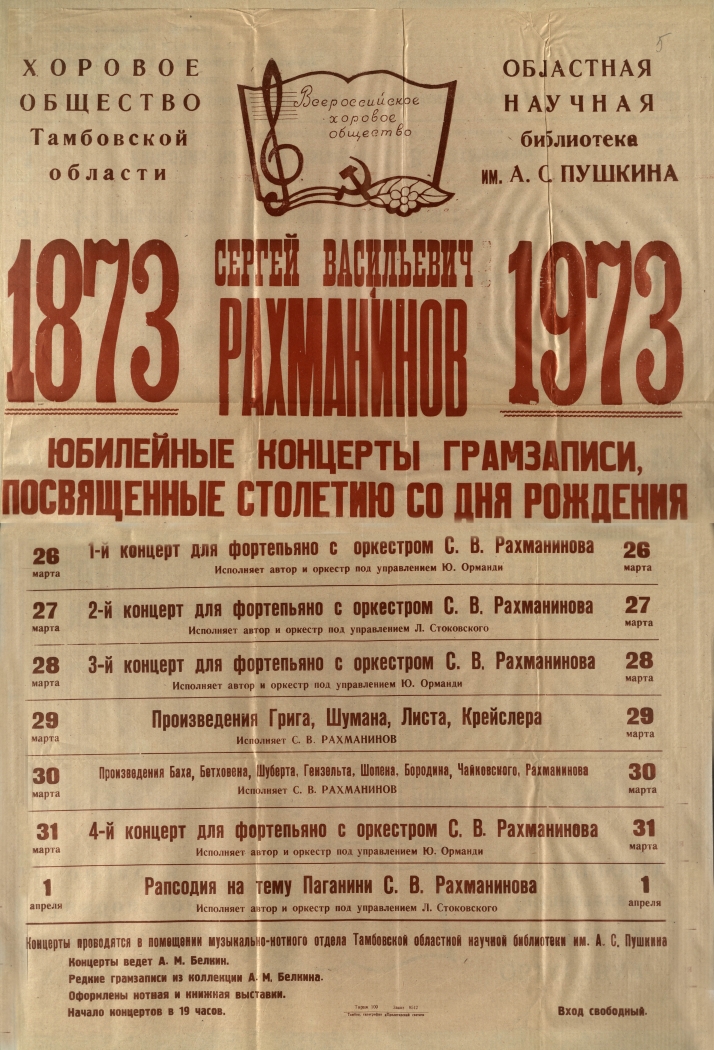 5
ХОРОВОЕ
ОБЩЕСТВО
Тамбовской
области
Всероссийское
хоровое
общество
ОБЛАСТНАЯ
НАУЧНАЯ
библиотека
им. А. С. ПУШКИНА
1873
СЕРГЕЙ ВАСИЛЬЕВИЧ
РАХМАНИНОВ
1973
ЮБИЛЕЙНЫЕ КОНЦЕРТЫ ГРАМЗАПИСИ,
ПОСВЯЩЕННЫЕ СТОЛЕТИЮ СО ДНЯ РОЖДЕНИЯ
26 марта
1-й концерт для фортепьяно с оркестром С. В. Рахманинова
Исполняет автор и оркестр под управлением Ю. Орманди
26 марта
27 марта
2-й концерт для фортепьяно с оркестром С. В. Рахманинова
Исполняет автор и оркестр под управлением Л. Стоковского
27 марта
28 марта
3-й концерт для фортепьяно с оркестром С. В. Рахманинова
Исполняет автор и оркестр под управлением Ю. Орманди
28 марта
29 марта
Произведения Грига, Шумана, Листа, Крейслера
Исполняет С. В. РАХМАНИНОВ
29 марта
30 марта
Произведения Баха, Бетховена, Шуберта, Гензельта, Шопена, Бородина, Чайковского, Рахманинова
Исполняет С. В. РАХМАНИНОВ
30 марта
31 марта
4-й концерт для фортепьяно с оркестром С. В. Рахманинова
Исполняет автор и оркестр под управлением Ю. Орманди
31 марта
1 апреля
Рапсодия на тему Паганини С. В. Рахманинова
Исполняет автор и оркестр под управлением Л. Стоковского
1 апреля
Концерты проводятся в помещении музыкально-нотного отдела Тамбовской областной научной библиотеки им. А. С. Пушкина
Концерты ведет А. М. Белкин.
Редкие грамзаписи из коллекции А. М. Белкина.
Оформлены нотная и книжная выставки.
Начало концертов в 19 часов.
Вход свободный.